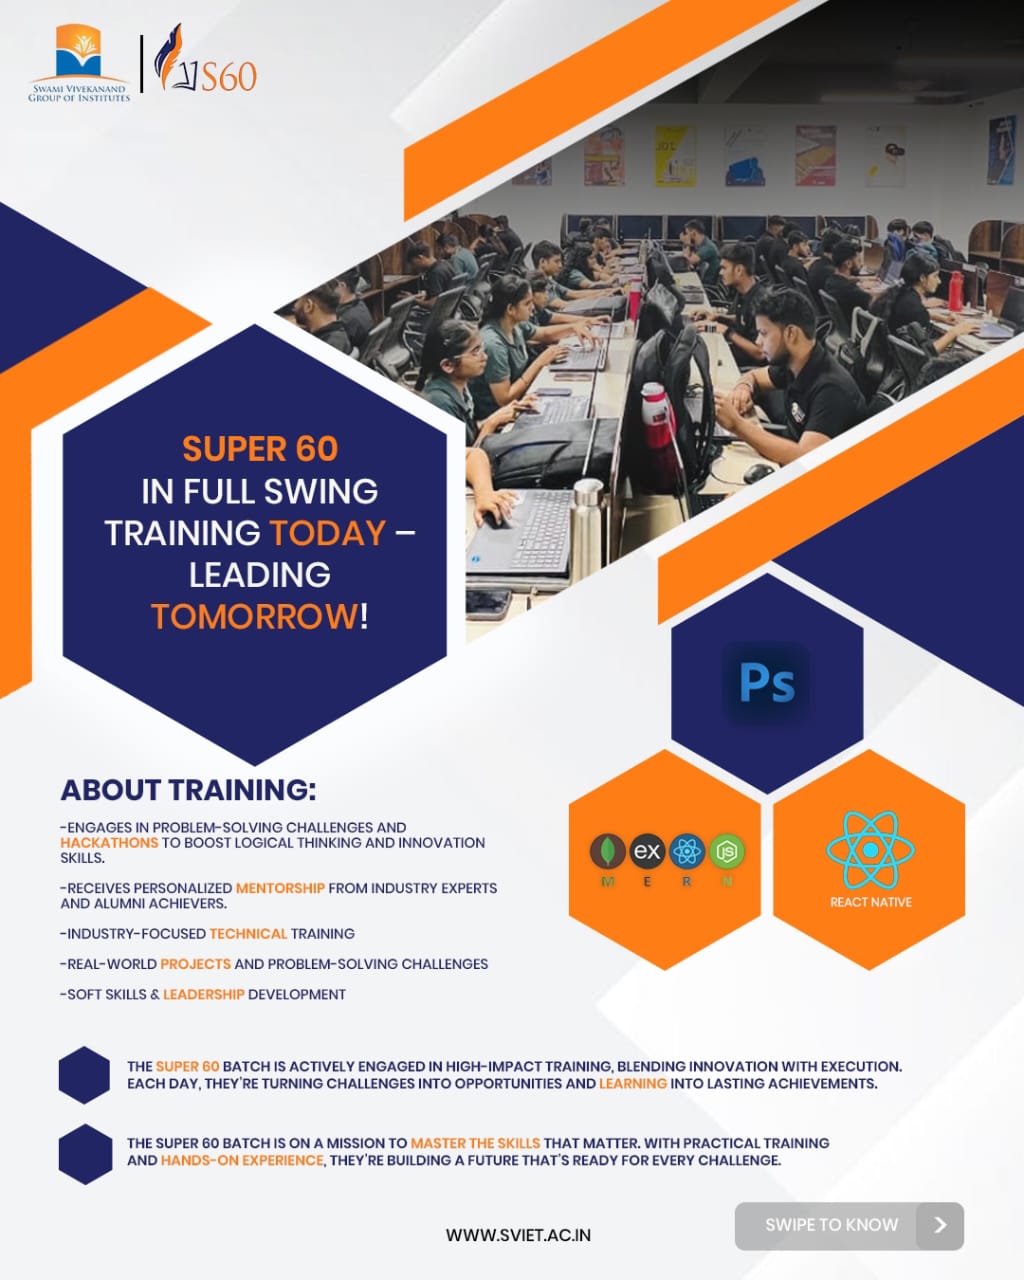 SWAMI VIVEKANAND
GROUP OF INSTITUTES
S60
SUPER 60
IN FULL SWING
TRAINING TODAY –
LEADING
TOMORROW!
Ps
M E R N
ex
JS
REACT NATIVE
ABOUT TRAINING:
-ENGAGES IN PROBLEM-SOLVING CHALLENGES AND
HACKATHONS TO BOOST LOGICAL THINKING AND INNOVATION
SKILLS.
-RECEIVES PERSONALIZED MENTORSHIP FROM INDUSTRY EXPERTS
AND ALUMNI ACHIEVERS.
-INDUSTRY-FOCUSED TECHNICAL TRAINING
-REAL-WORLD PROJECTS AND PROBLEM-SOLVING CHALLENGES
-SOFT SKILLS & LEADERSHIP DEVELOPMENT
THE SUPER 60 BATCH IS ACTIVELY ENGAGED IN HIGH-IMPACT TRAINING, BLENDING INNOVATION WITH EXECUTION.
EACH DAY, THEY'RE TURNING CHALLENGES INTO OPPORTUNITIES AND LEARNING INTO LASTING ACHIEVEMENTS.
THE SUPER 60 BATCH IS ON A MISSION TO MASTER THE SKILLS THAT MATTER. WITH PRACTICAL TRAINING
AND HANDS-ON EXPERIENCE, THEY'RE BUILDING A FUTURE THAT'S READY FOR EVERY CHALLENGE.
WWW.SVIET.AC.IN
SWIPE TO KNOW